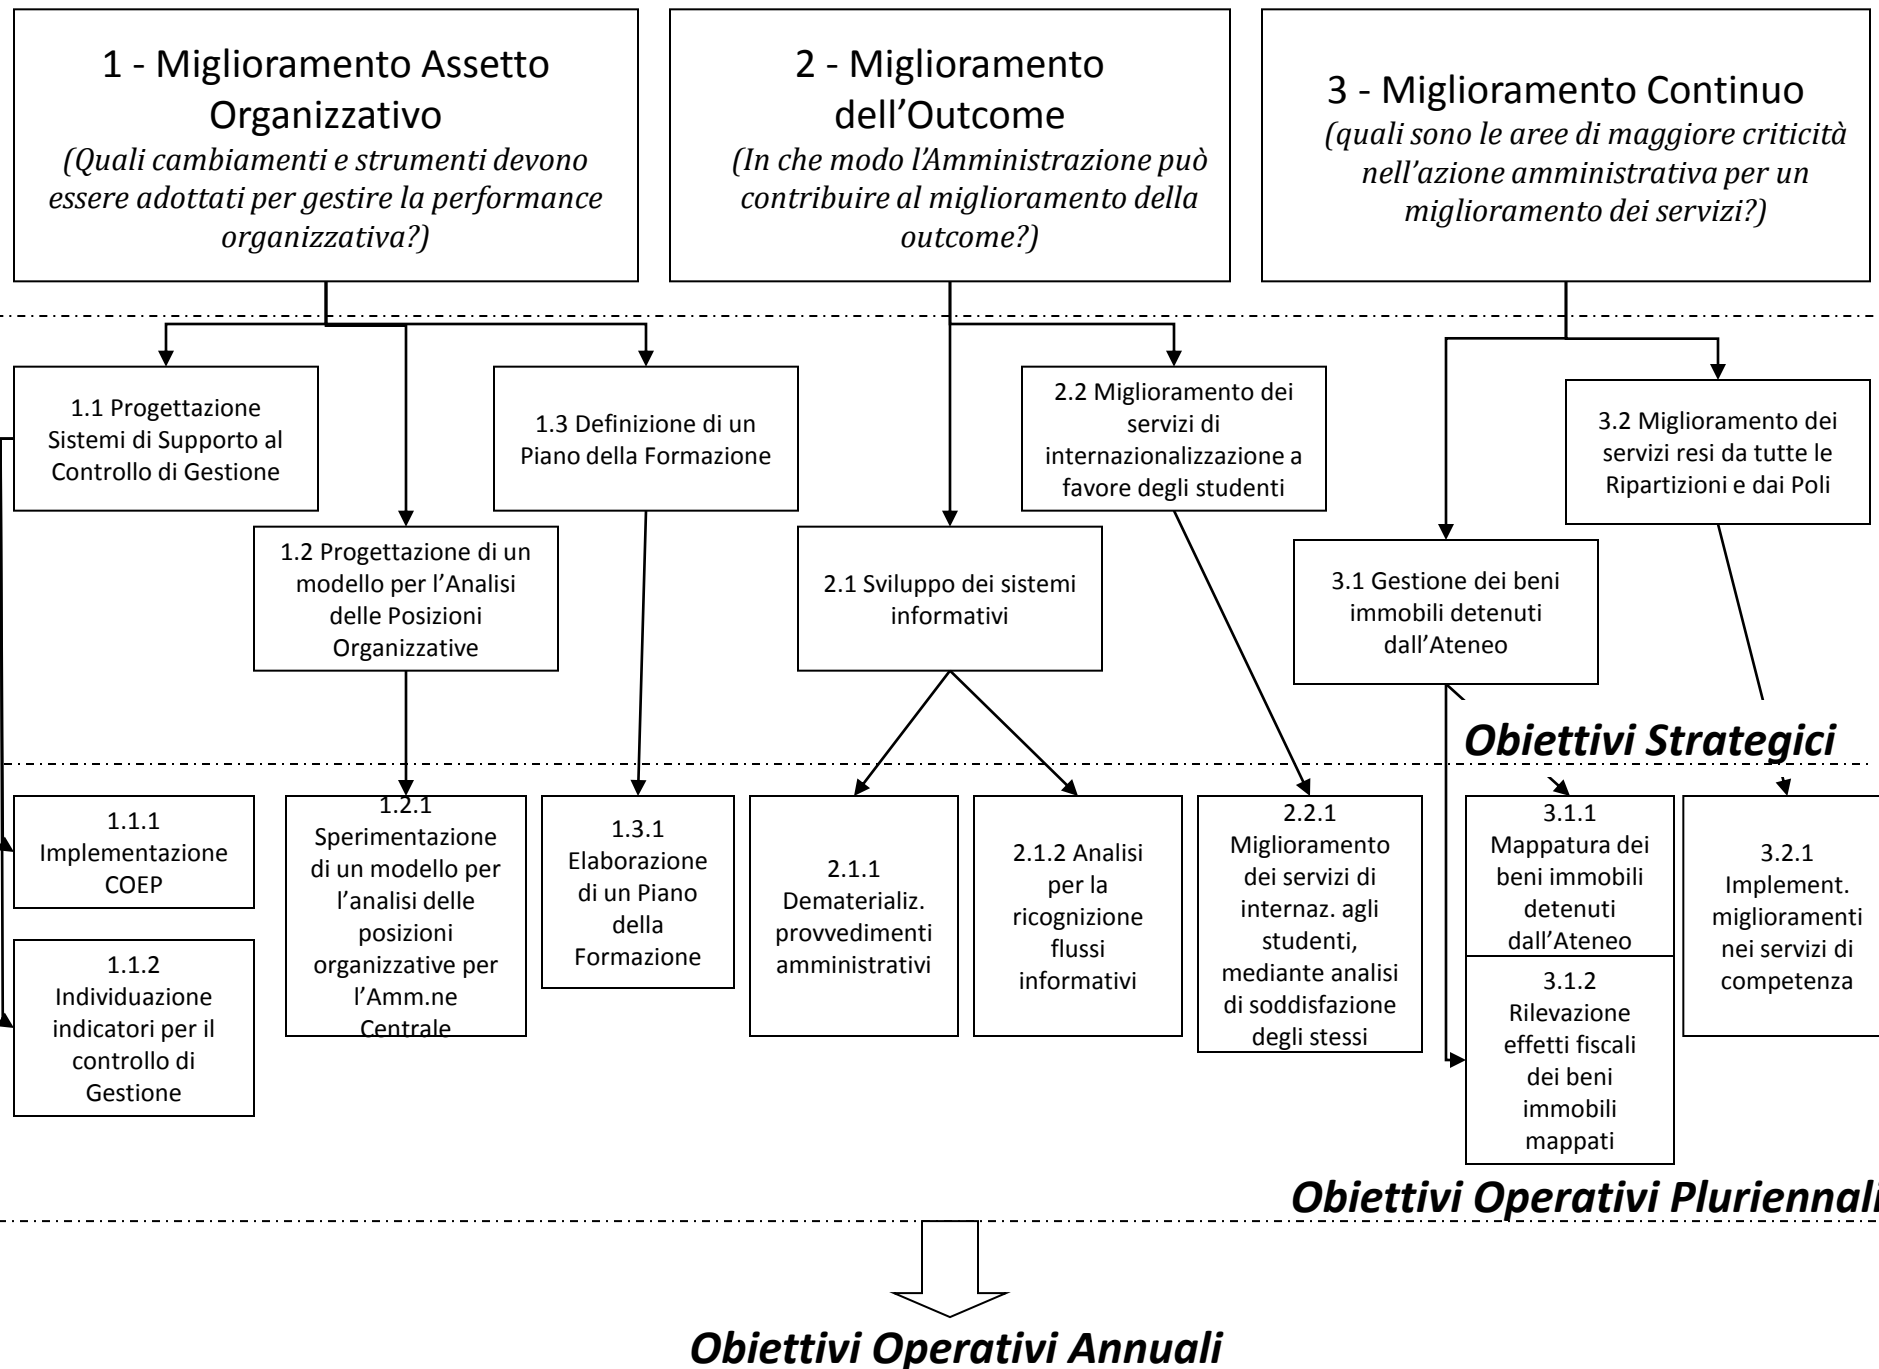 1 - Miglioramento Assetto
Organizzativo
(Quali cambiamenti e strumenti devono
essere adottati per gestire la performance
organizzativa?)
2 - Miglioramento
dell’Outcome
(In che modo l’Amministrazione può
contribuire al miglioramento della
outcome?)
3 - Miglioramento Continuo
(quali sono le aree di maggiore criticità
nell’azione amministrativa per un
miglioramento dei servizi?)
1.1 Progettazione
Sistemi di Supporto al
Controllo di Gestione
1.3 Definizione di un
Piano della Formazione
2.2 Miglioramento dei
servizi di
internazionalizzazione a
favore degli studenti
3.2 Miglioramento dei
servizi resi da tutte le
Ripartizioni e dai Poli
1.2 Progettazione di un
modello per l’Analisi
delle Posizioni
Organizzative
2.1 Sviluppo dei sistemi
informativi
3.1 Gestione dei beni
immobili detenuti
dall’Ateneo
Obiettivi Strategici
1.1.1
Implementazione
COEP
1.1.2
Individuazione
indicatori per il
controllo di
Gestione
1.2.1
Sperimentazione
di un modello per
l’analisi delle
posizioni
organizzative per
l’Amm.ne
Centrale
1.3.1
Elaborazione
di un Piano
della
Formazione
2.1.1
Dematerializ.
provvedimenti
amministrativi
2.1.2 Analisi
per la
ricognizione
flussi
informativi
2.2.1
Miglioramento
dei servizi di
internaz. agli
studenti,
mediante analisi
di soddisfazione
degli stessi
3.1.1
Mappatura dei
beni immobili
detenuti
dall’Ateneo
3.1.2
Rilevazione
effetti fiscali
dei beni
immobili
mappati
3.2.1
Implement.
miglioramenti
nei servizi di
competenza
Obiettivi Operativi Pluriennali
Obiettivi Operativi Annuali